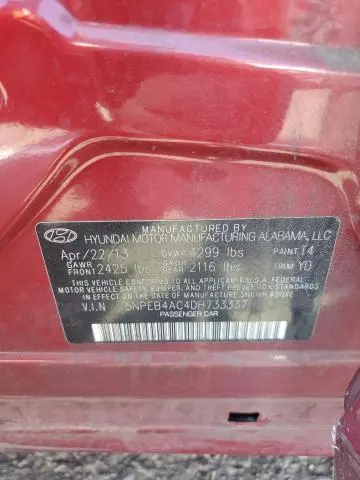 MANUFACTURED BY
HYUNDAI MOTOR MANUFACTURING ALABAMA, LLC
Apr/22/13 GVWR 4299 lbs PAINT T4
GAWR FRONT 2425 lbs GAWR REAR 2116 lbs TRIM YD
THIS VEHICLE CONFORMS TO ALL APPLICABLE U.S.A. FEDERAL
MOTOR VEHICLE SAFETY, BUMPER, AND THEFT PREVENTION STANDARDS
IN EFFECT ON THE DATE OF MANUFACTURE SHOWN ABOVE.
V.I.N 5NPEB4AC4DH733337
PASSENGER CAR